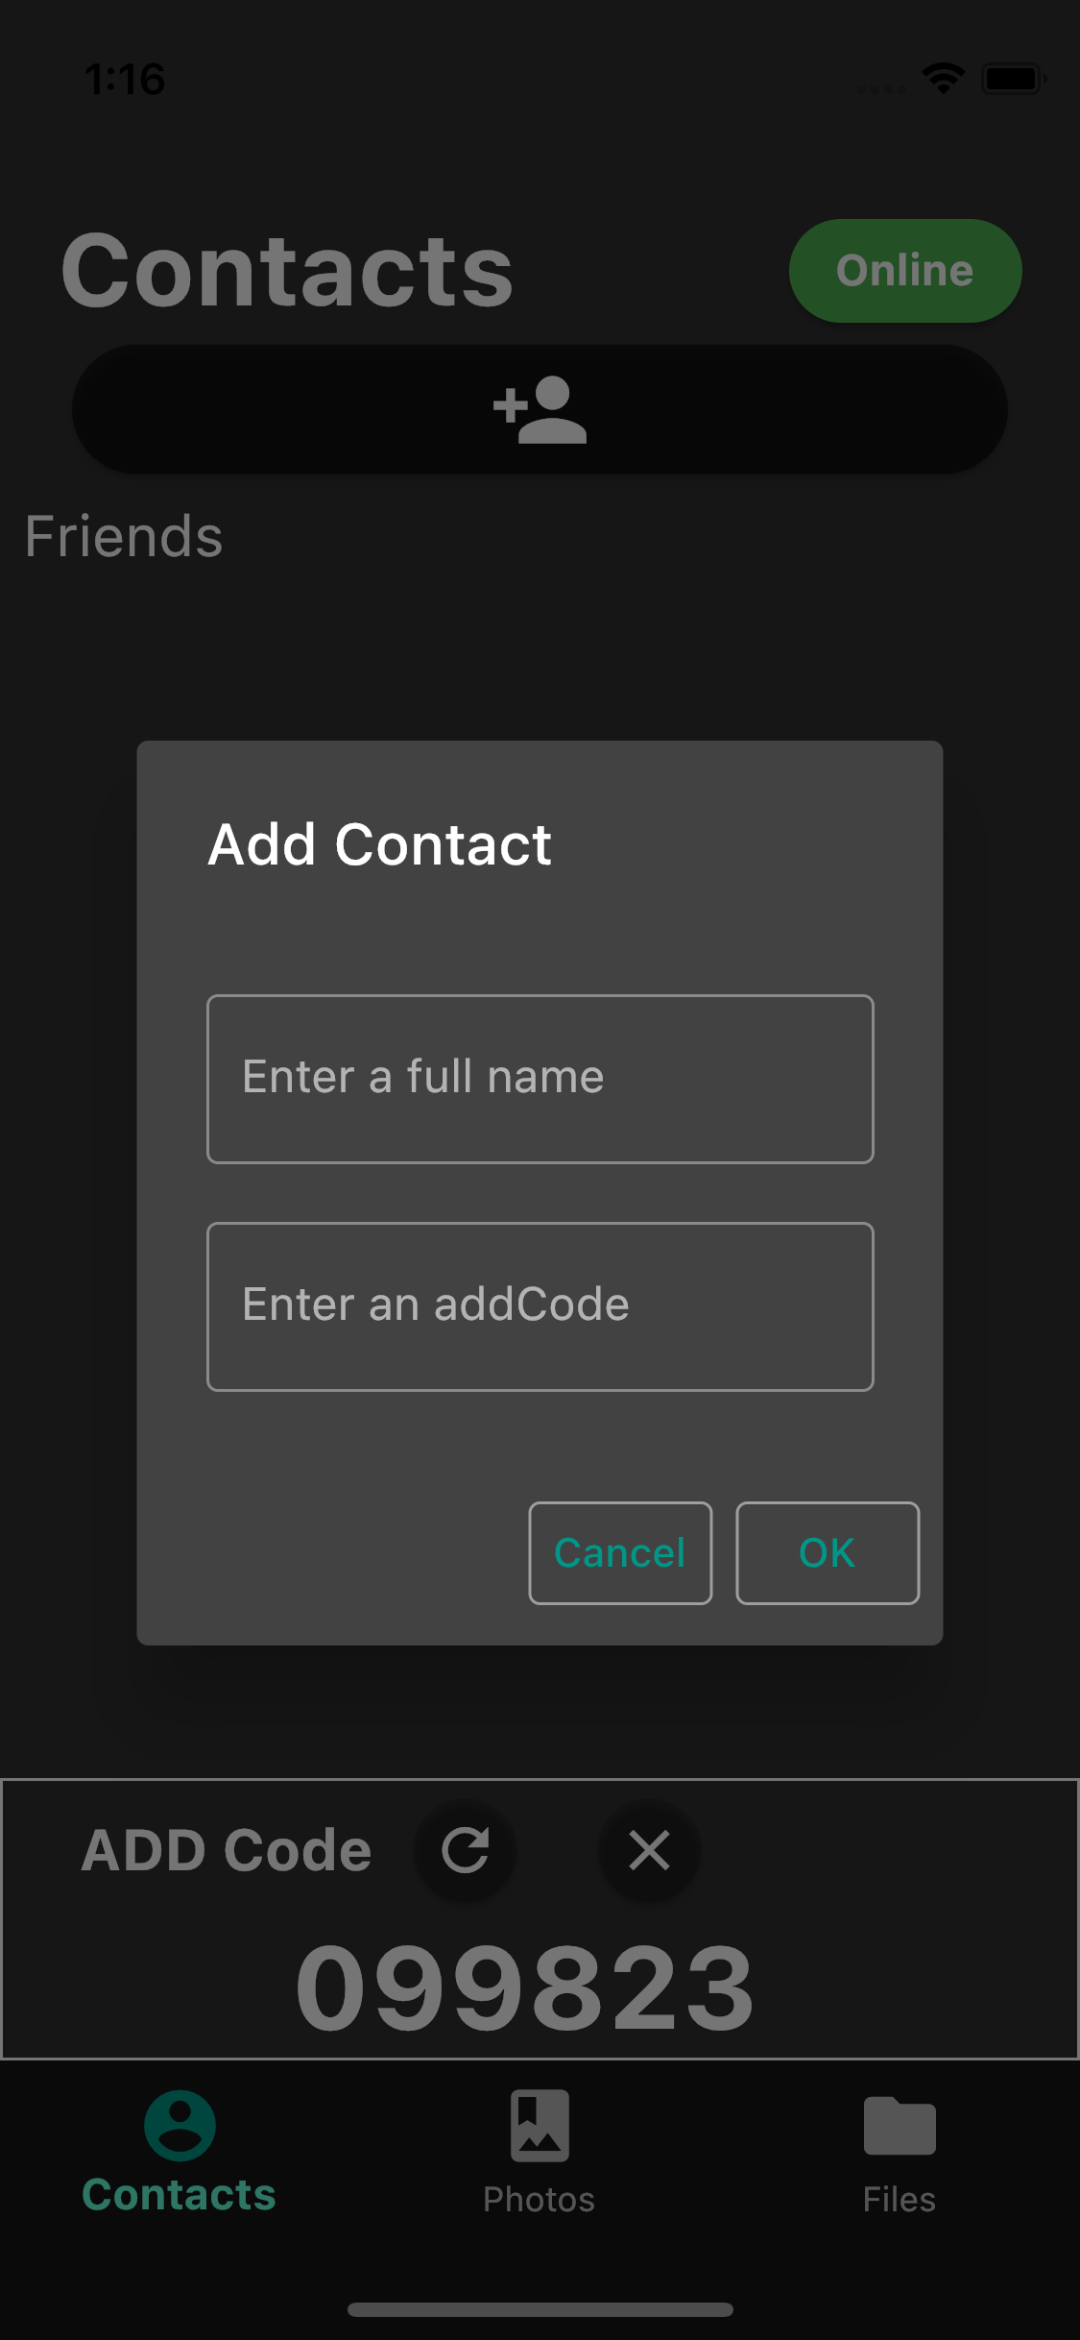 1:16
Contacts
Online
Friends
Add Contact
Enter a full name
Enter an addCode
Cancel
OK
ADD Code
099823
Contacts
Photos
Files